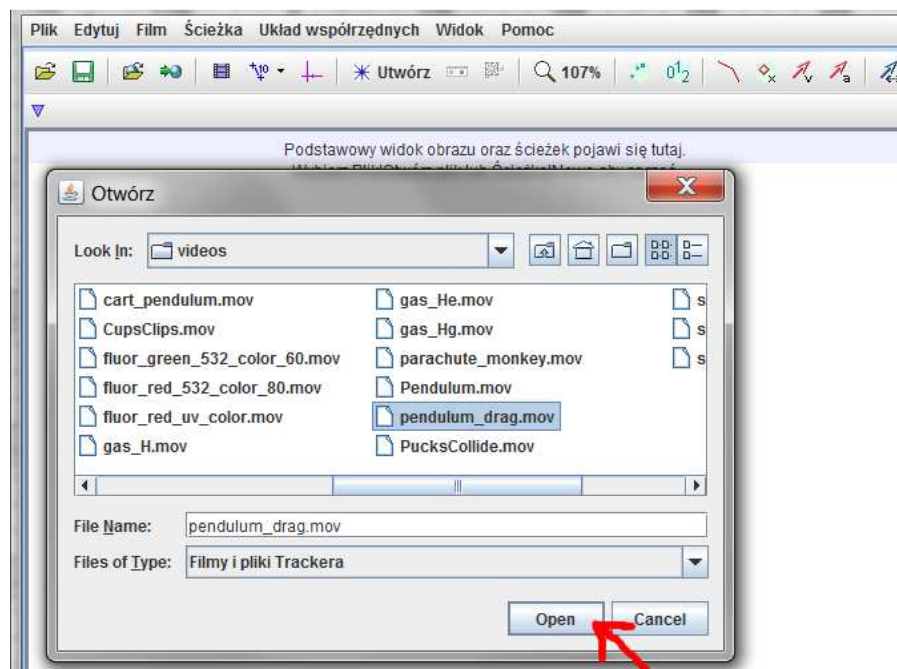 Plik Edytuj Film Ścieżka Układ współrzędnych Widok Pomoc
Utwórz 107%
Podstawowy widok obrazu oraz ścieżek pojawi się tutaj.
Otwórz
Look In: videos
cart_pendulum.mov gas_He.mov s
CupsClips.mov gas_Hg.mov s
fluor_green_532_color_60.mov parachute_monkey.mov s
fluor_red_532_color_80.mov Pendulum.mov
fluor_red_uv_color.mov pendulum_drag.mov
gas_H.mov PucksCollide.mov
File Name: pendulum_drag.mov
Files of Type: Filmy i pliki Trackera
Open Cancel